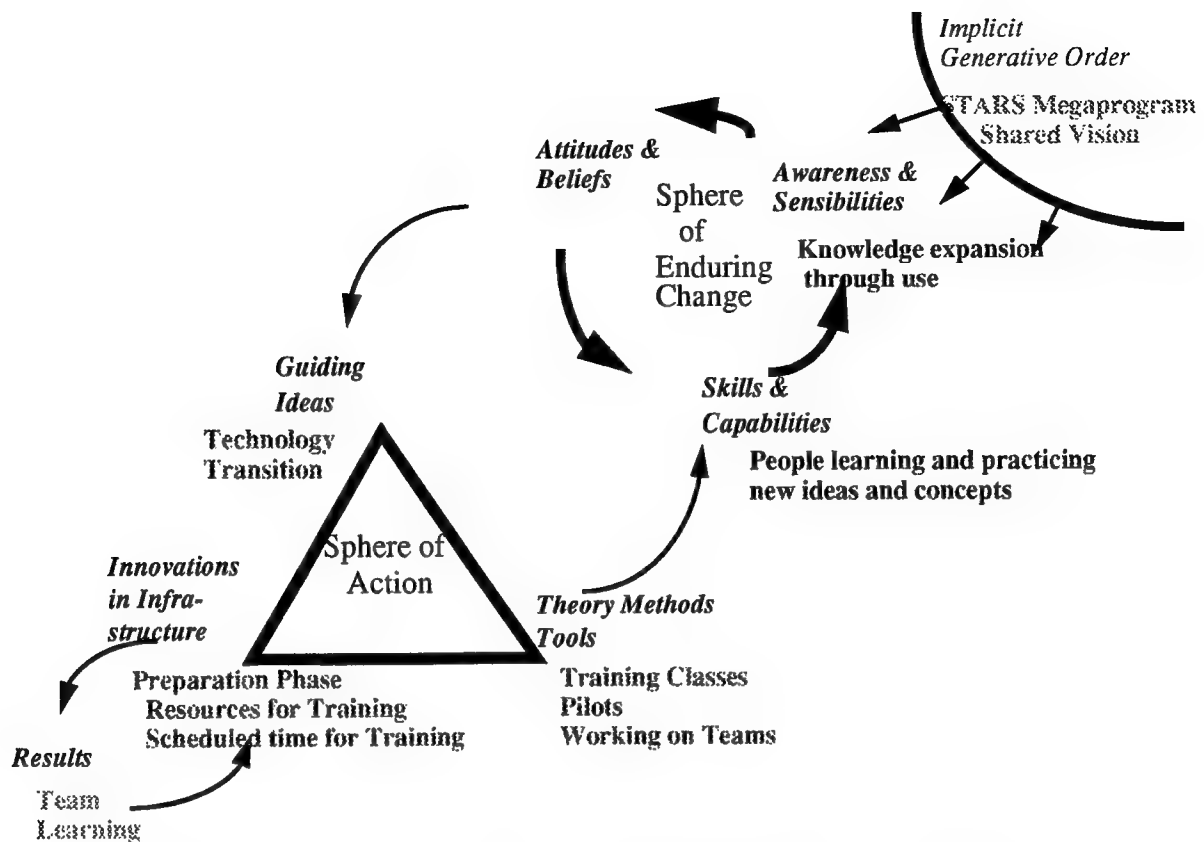 Implicit
Generative Order
STARS Megaprogram
Shared Vision
Attitudes &
Beliefs
Awareness &
Sensibilities
Sphere
of
Enduring
Change
Knowledge expansion
through use
Guiding
Ideas
Technology
Transition
Skills &
Capabilities
People learning and practicing
new ideas and concepts
Sphere of
Action
Innovations
in Infra-
structure
Theory Methods
Tools
Preparation Phase
Resources for Training
Scheduled time for Training
Training Classes
Pilots
Working on Teams
Results
Team
Learning